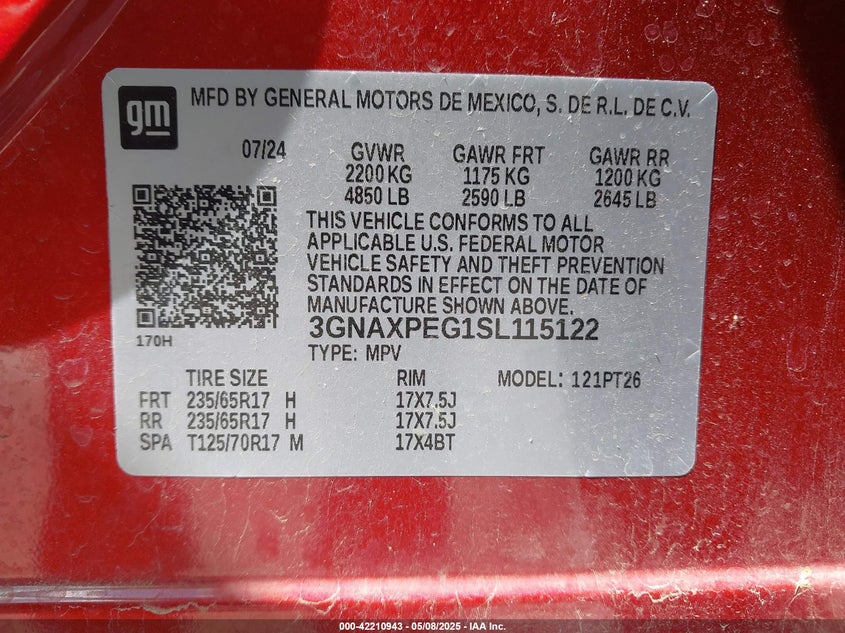 gm
MFD BY GENERAL MOTORS DE MEXICO, S. DE R.L. DE C.V.
07/24 GVWR GAWR FRT GAWR RR
2200 KG 1175 KG 1200 KG
4850 LB 2590 LB 2645 LB
THIS VEHICLE CONFORMS TO ALL
APPLICABLE U.S. FEDERAL MOTOR
VEHICLE SAFETY AND THEFT PREVENTION
STANDARDS IN EFFECT ON THE DATE OF
MANUFACTURE SHOWN ABOVE.
170H
3GNAXPEG1SL115122
TYPE: MPV
TIRE SIZE RIM MODEL: 121PT26
FRT 235/65R17 H 17X7.5J
RR 235/65R17 H 17X7.5J
SPA T125/70R17 M 17X4BT
000-42210943 - 05/08/2025 - IAA Inc.